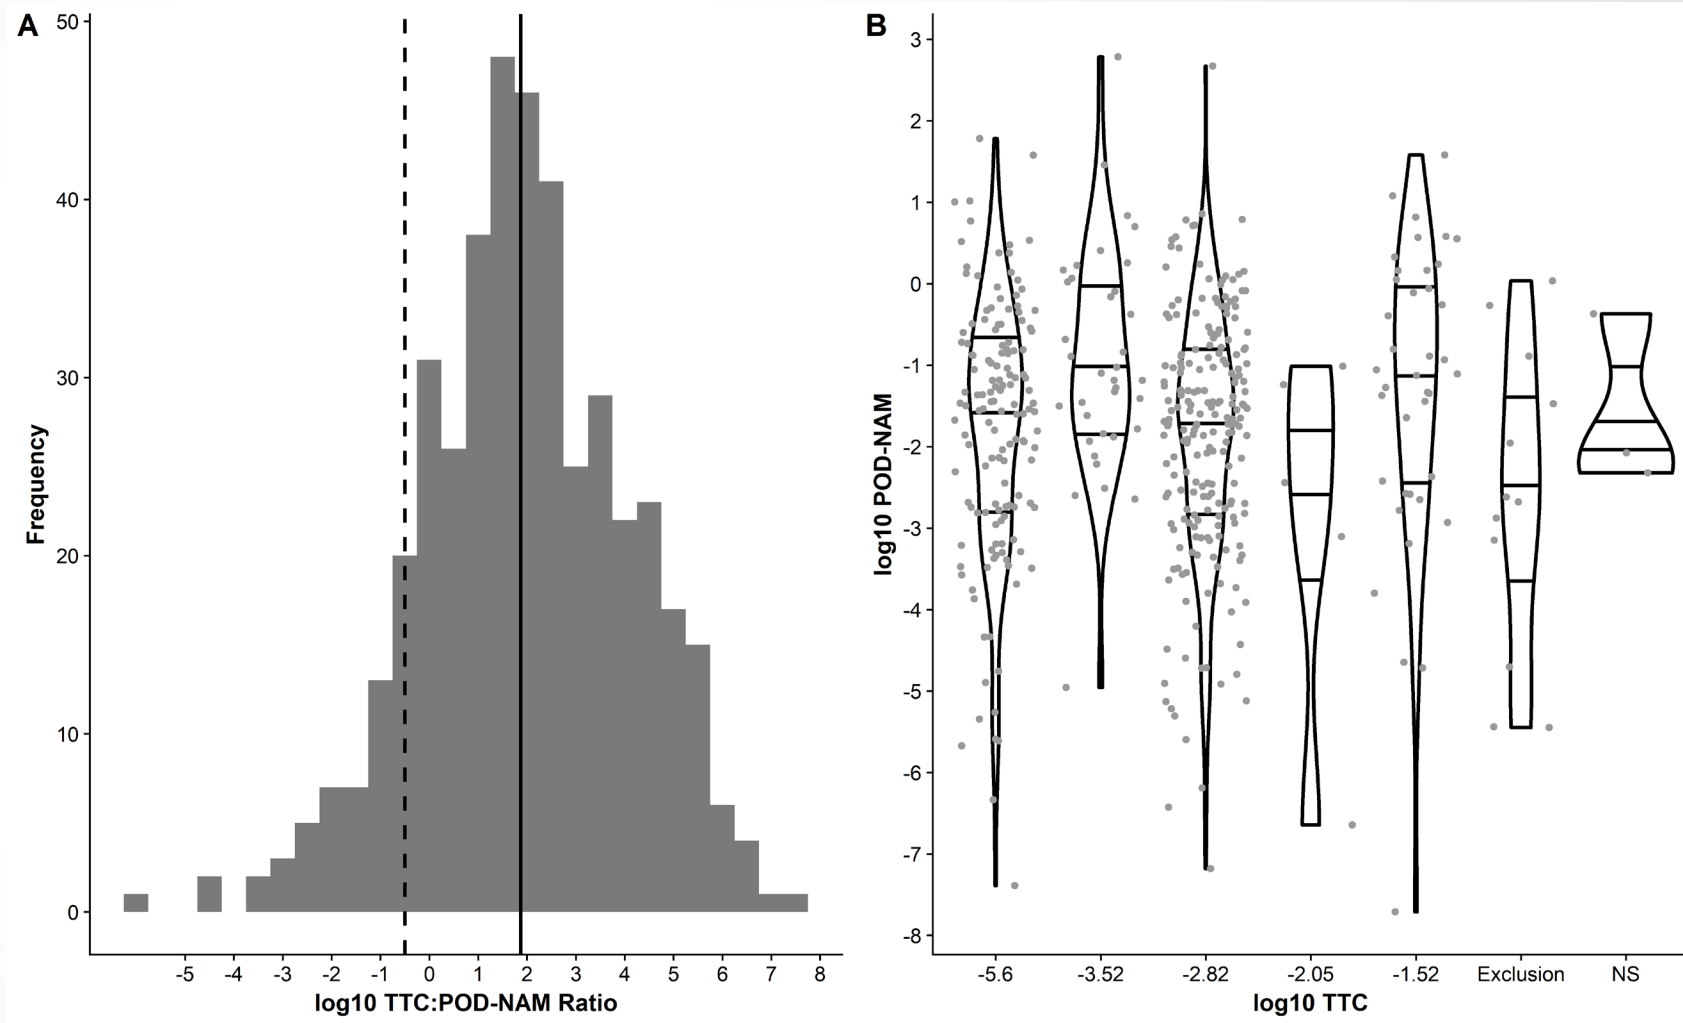 A
50
40
30
20
10
0
Frequency
-5 -4 -3 -2 -1 0 1 2 3 4 5 6 7 8
log10 TTC:POD-NAM Ratio
B
3
2
1
0
-1
-2
-3
-4
-5
-6
-7
-8
log10 POD-NAM
-5.6 -3.52 -2.82 -2.05 -1.52 Exclusion NS
log10 TTC